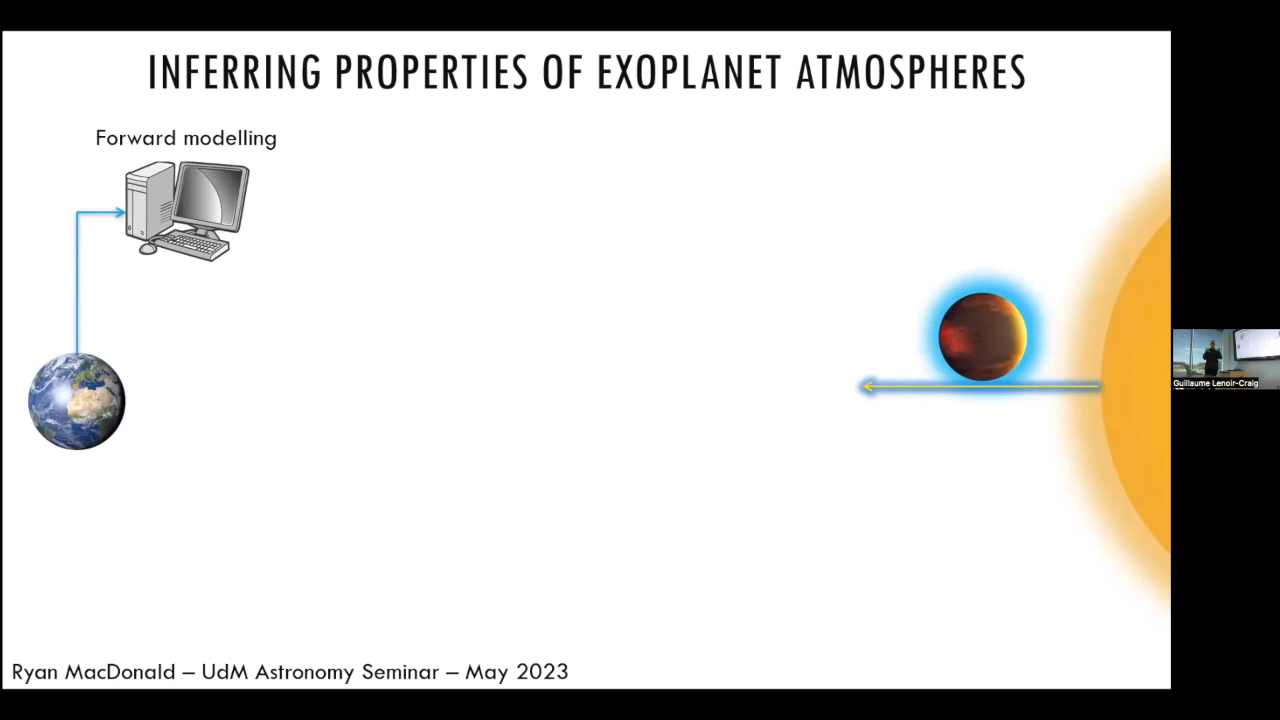 INFERRING PROPERTIES OF EXOPLANET ATMOSPHERES
Forward modelling
Guillaume Lenoir-Craig
Ryan MacDonald – UdM Astronomy Seminar – May 2023